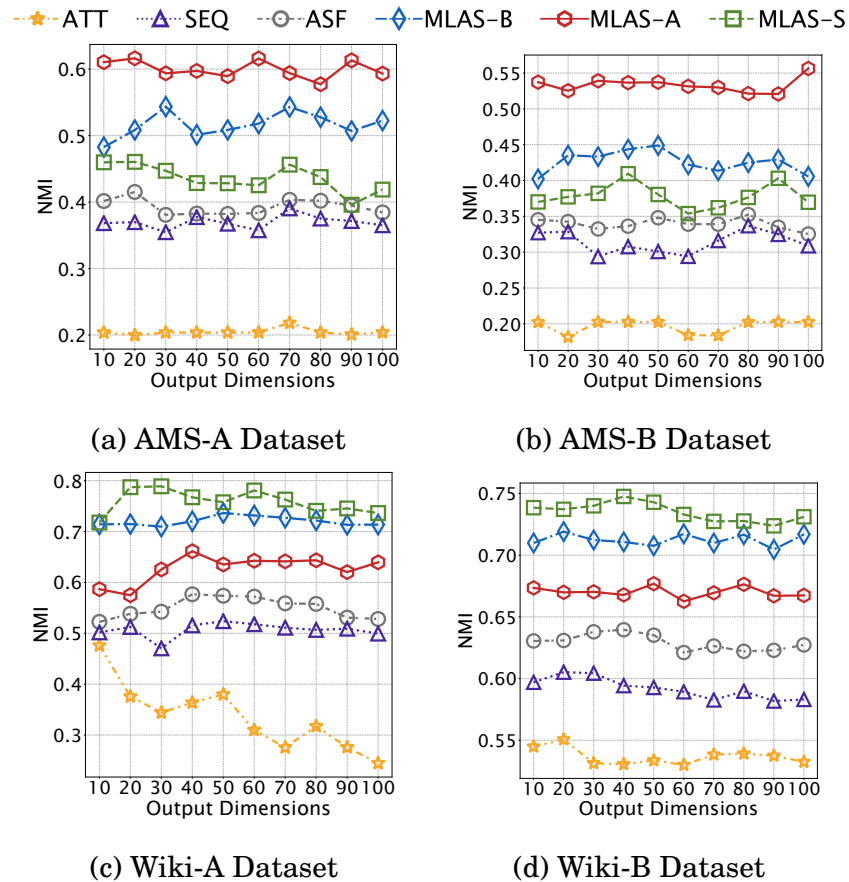 ATT SEQ ASF MLAS-B MLAS-A MLAS-S
0.6
0.5
0.4
0.3
0.2
NMI
10 20 30 40 50 60 70 80 90 100
Output Dimensions
(a) AMS-A Dataset
0.55
0.50
0.45
0.40
0.35
0.30
0.25
0.20
NMI
10 20 30 40 50 60 70 80 90 100
Output Dimensions
(b) AMS-B Dataset
0.8
0.7
0.6
0.5
0.4
0.3
NMI
10 20 30 40 50 60 70 80 90 100
Output Dimensions
(c) Wiki-A Dataset
0.75
0.70
0.65
0.60
0.55
NMI
10 20 30 40 50 60 70 80 90 100
Output Dimensions
(d) Wiki-B Dataset